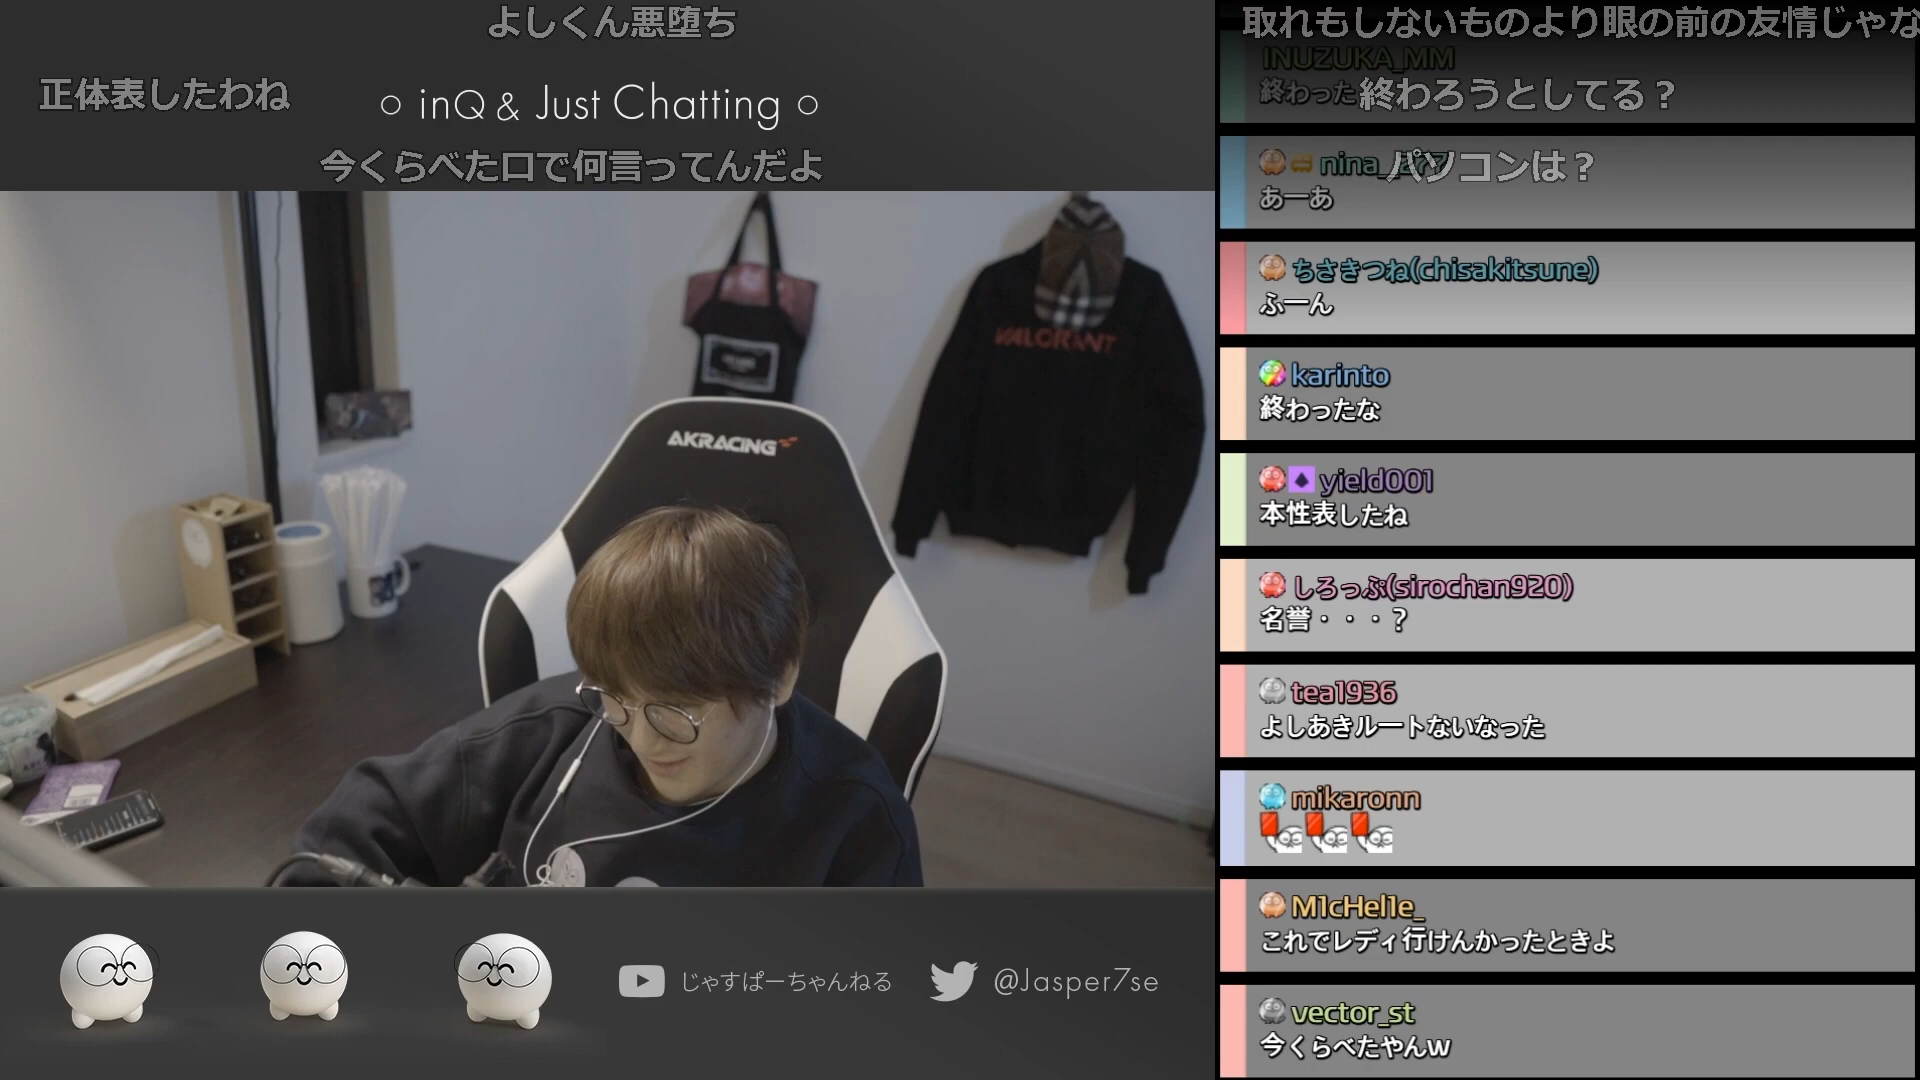 よしくん悪堕ち
正体表したわね
○ inQ & Just Chatting ○
今くらべた口で何言ってんだよ
AKRACING
VALORANT
じゃすぱーちゃんねる
@Jasper7se
取れもしないものより眼の前の友情じゃな
INUZUKA_MM
終わった
終わろうとしてる？
パソコンは？
あーあ
ちさきつね(chisakitsune)
ふーん
karinto
終わったな
yield001
本性表したね
しろっぷ(sirochan920)
名誉・・・？
tea1936
よしあきルートないなった
mikaronn
M1cHel1e_
これでレディ行けんかったときよ
vector_st
今くらべたやんw